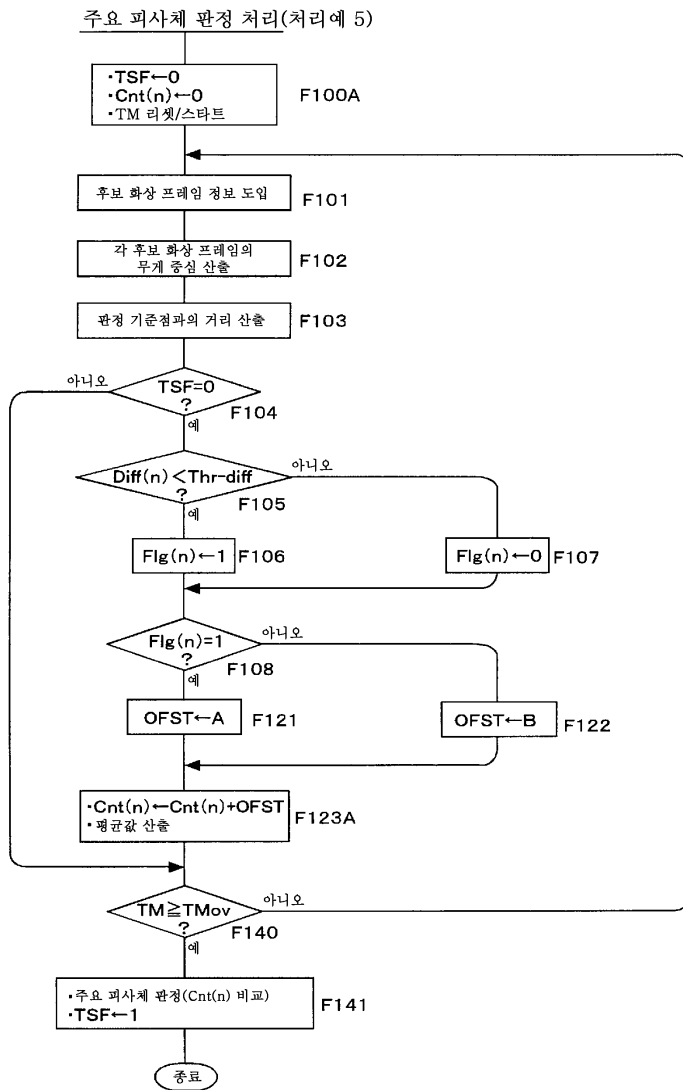 주요 피사체 판정 처리(처리예 5)
·TSF←0
·Cnt(n)←0
·TM 리셋/스타트
F100A
후보 화상 프레임 정보 도입
F101
각 후보 화상 프레임의
무게 중심 산출
F102
판정 기준점과의 거리 산출
F103
아니오
TSF=0
?
F104
예
아니오
Diff(n)<Thr-diff
?
F105
예
Flg(n)←1
F106
Flg(n)←0
F107
아니오
Flg(n)=1
?
F108
예
OFST←A
F121
OFST←B
F122
·Cnt(n)←Cnt(n)+OFST
·평균값 산출
F123A
아니오
TM≧TMov
?
F140
예
·주요 피사체 판정(Cnt(n) 비교)
·TSF←1
F141
종료